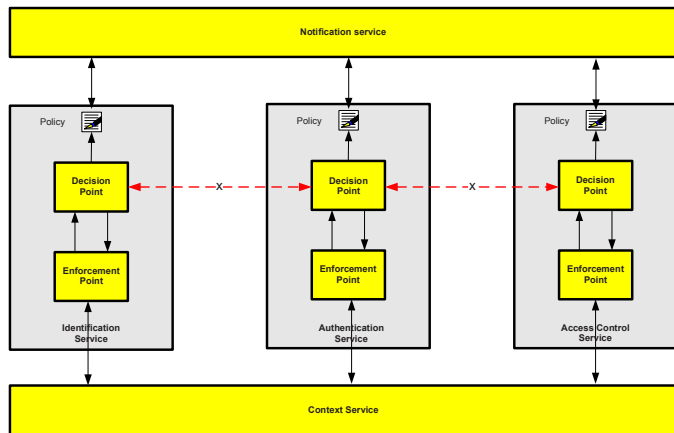 Notification service
Policy
Policy
Policy
Decision
Point
Decision
Point
Decision
Point
X
X
Enforcement
Point
Enforcement
Point
Enforcement
Point
Identification
Service
Authentication
Service
Access Control
Service
Context Service